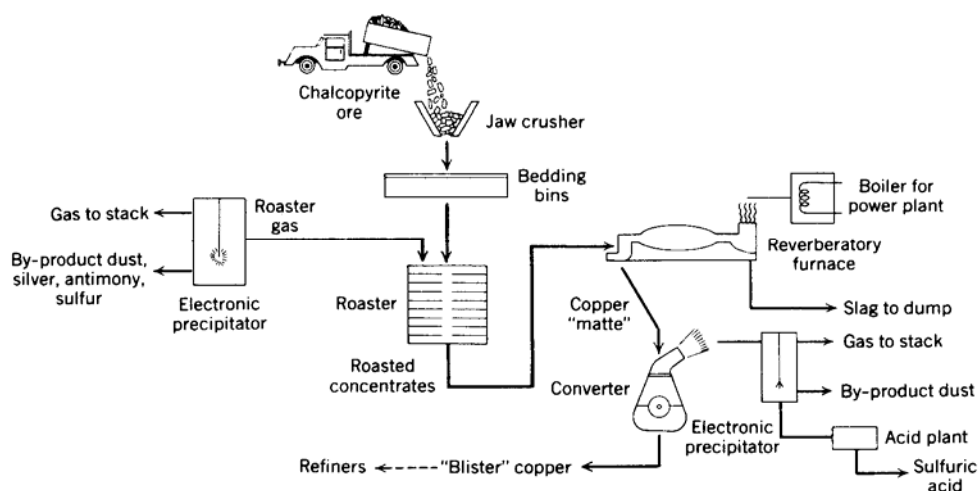 Chalcopyrite
ore
Jaw crusher
Bedding
bins
Boiler for
power plant
Gas to stack
Roaster
gas
Reverberatory
furnace
By-product dust,
silver, antimony,
sulfur
Electronic
precipitator
Roaster
Copper
"matte"
Slag to dump
Gas to stack
Roasted
concentrates
Converter
By-product dust
Electronic
precipitator
Acid plant
Refiners
"Blister" copper
Sulfuric
acid